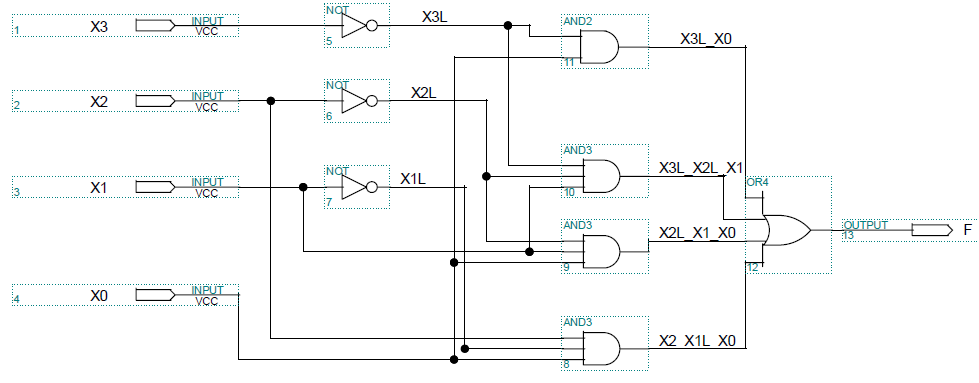 NOT
X3L
AND2
1
X3
INPUT
VCC
5
X3L_X0
11
NOT
2
X2
INPUT
VCC
6
X2L
AND3
X3L_X2L_X1
NOT
3
X1
INPUT
VCC
7
X1L
10
OR4
AND3
X2L_X1_X0
OUTPUT
13
F
9
12
4
X0
INPUT
VCC
AND3
X2_X1L_X0
8